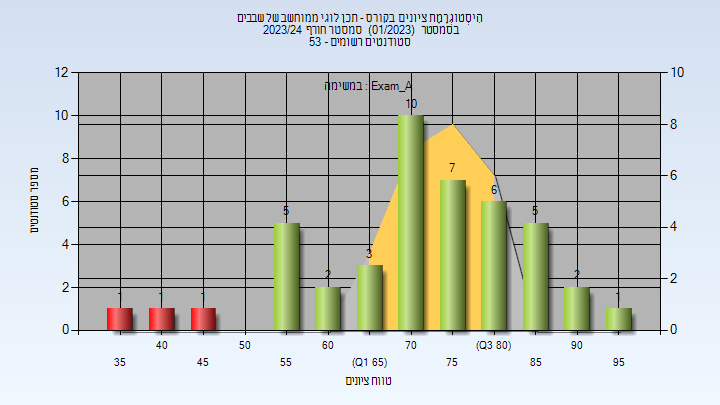 היסטוגרמת ציונים בקורס - תכן לוגי ממוחשב של שבבים
בסמסטר (01/2023) סמסטר חורף 2023/24
סטודנטים רשומים - 53
במשימה : Exam_A
12 10 8 6 4 2 0
מספר סטודנטים
10 8 6 4 2 0
1 1 1 5 2 3 10 7 6 5 2 1
40 50 60 70 (Q3 80) 90
35 45 55 (Q1 65) 75 85 95
טווח ציונים